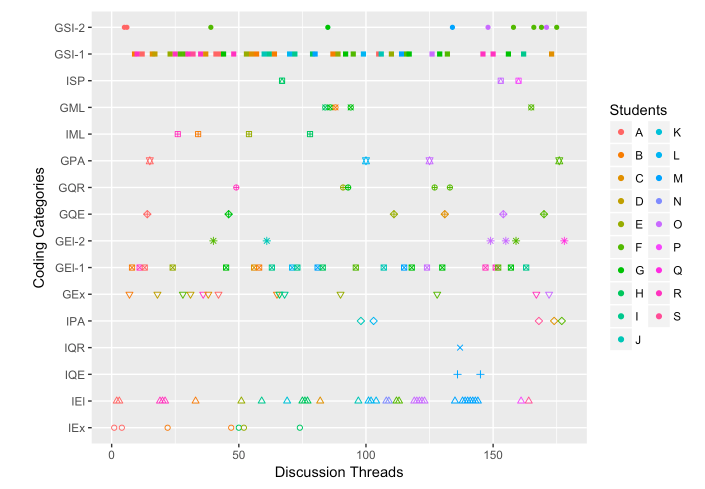 GSI-2
GSI-1
ISP
GML
IML
GPA
GQR
GQE
GEI-2
GEI-1
GEx
IPA
IQR
IQE
IEI
IEx
Coding Categories
0 50 100 150
Discussion Threads
Students
A K
B L
C M
D N
E O
F P
G Q
H R
I S
J